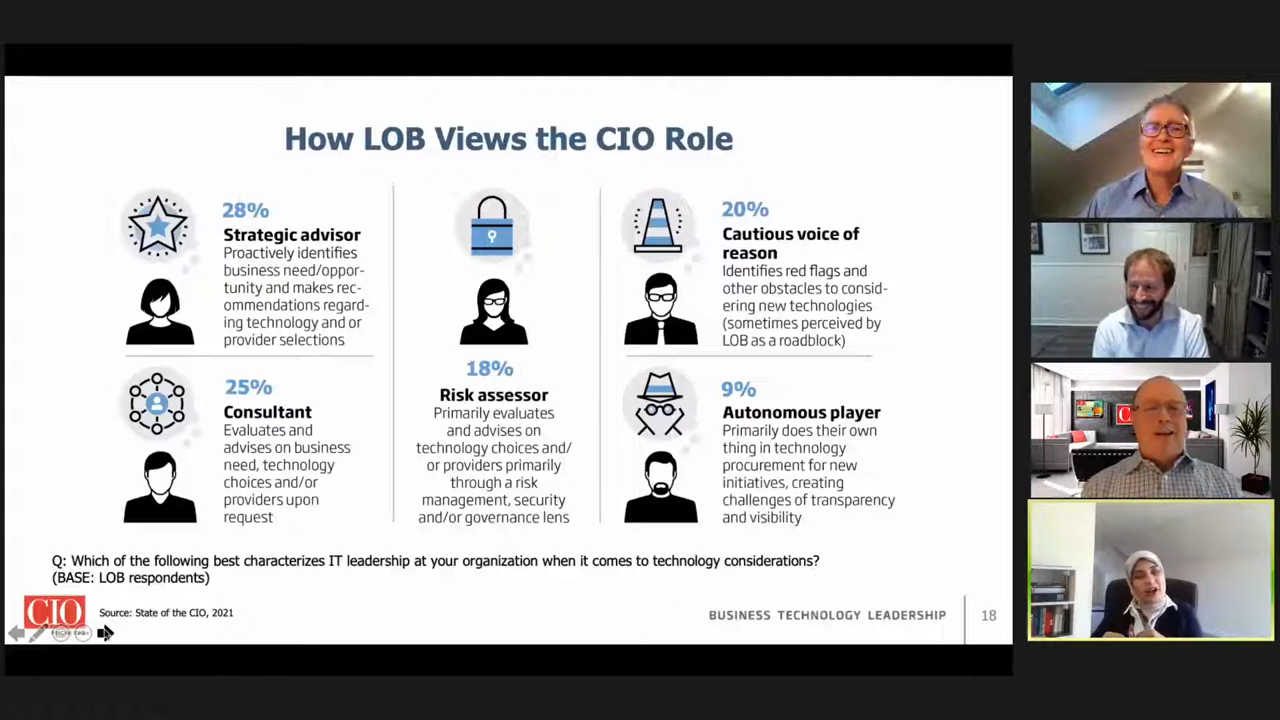 How LOB Views the CIO Role
28%
Strategic advisor
Proactively identifies
business need/oppor-
tunity and makes rec-
ommendations regard-
ing technology and or
provider selections
25%
Consultant
Evaluates and
advises on business
need, technology
choices and/or
providers upon
request
18%
Risk assessor
Primarily evaluates
and advises on
technology choices and/
or providers primarily
through a risk
management, security
and/or governance lens
20%
Cautious voice of
reason
Identifies red flags and
other obstacles to consid-
ering new technologies
(sometimes perceived by
LOB as a roadblock)
9%
Autonomous player
Primarily does their own
thing in technology
procurement for new
initiatives, creating
challenges of transparency
and visibility
Q: Which of the following best characterizes IT leadership at your organization when it comes to technology considerations?
(BASE: LOB respondents)
CIO
Source: State of the CIO, 2021
BUSINESS TECHNOLOGY LEADERSHIP
18